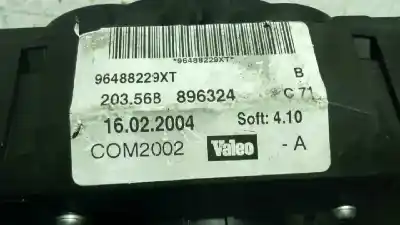 *96488229XT*
96488229XT B
203.568 896324 C 71
16.02.2004 Soft: 4.10
COM2002 Valeo - A